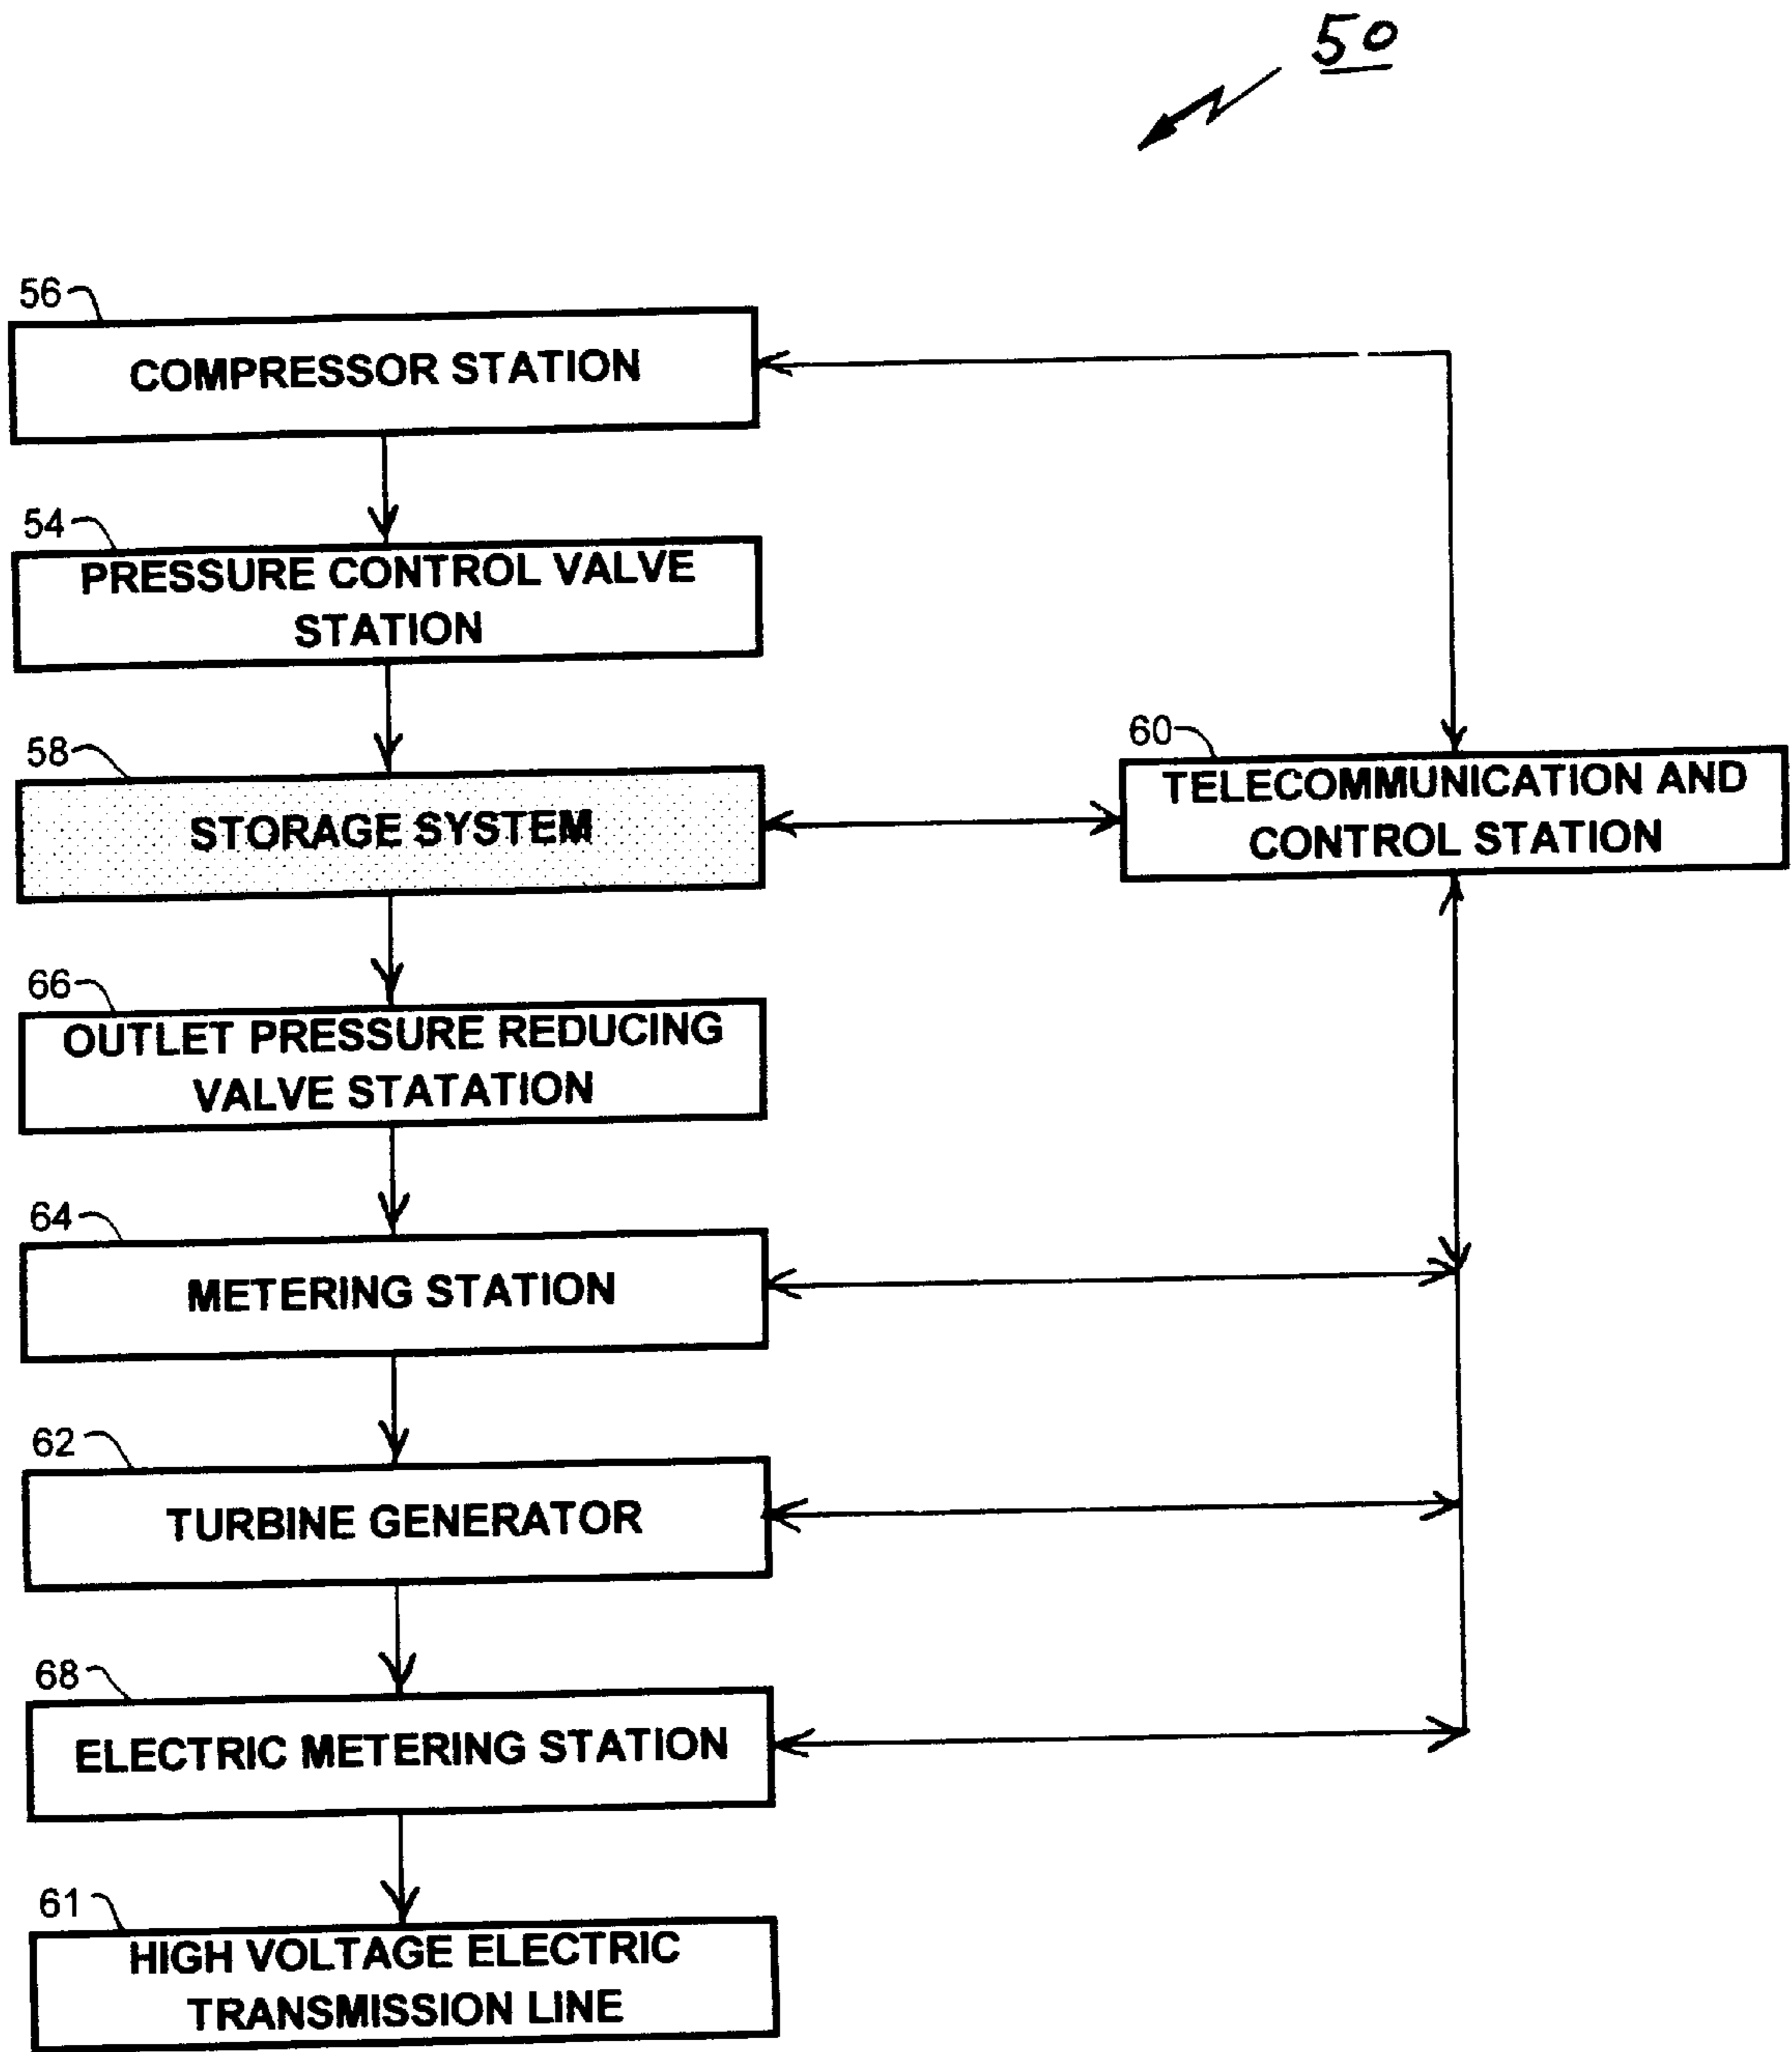 50
56
COMPRESSOR STATION
54
PRESSURE CONTROL VALVE
STATION
58
STORAGE SYSTEM
60
TELECOMMUNICATION AND
CONTROL STATION
66
OUTLET PRESSURE REDUCING
VALVE STATATION
64
METERING STATION
62
TURBINE GENERATOR
68
ELECTRIC METERING STATION
61
HIGH VOLTAGE ELECTRIC
TRANSMISSION LINE